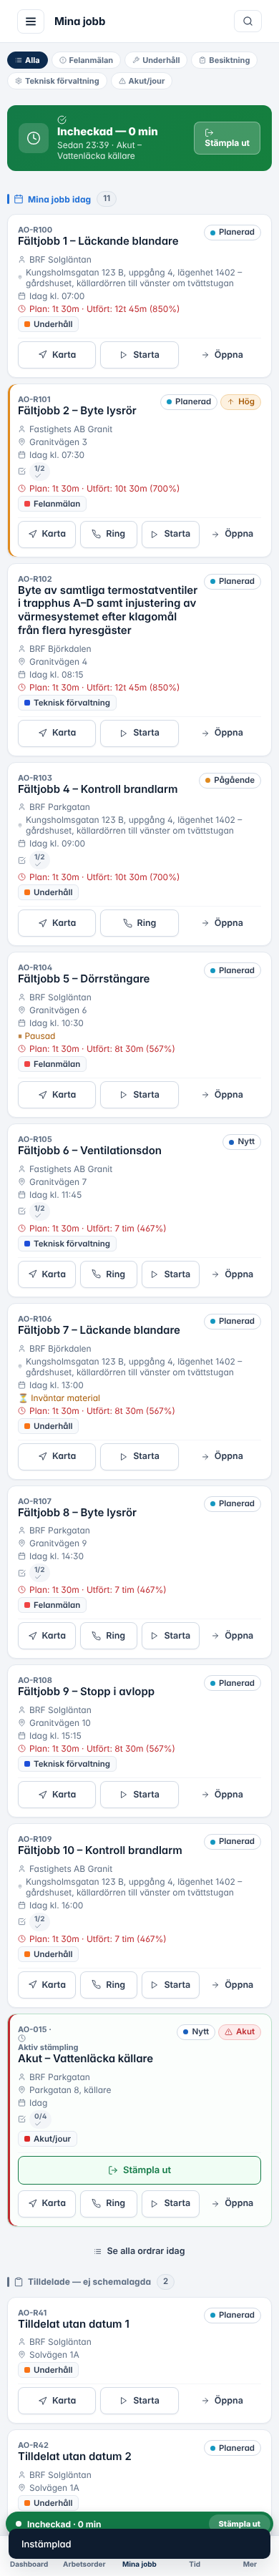 Mina jobb
Alla
Felanmälan
Underhåll
Besiktning
Teknisk förvaltning
Akut/jour
Incheckad — 0 min
Sedan 23:39 · Akut –
Vattenläcka källare
Stämpla ut
Mina jobb idag 11
AO-R100
Planerad
Fältjobb 1 – Läckande blandare
BRF Solgläntan
Kungsholmsgatan 123 B, uppgång 4, lägenhet 1402 –
gårdshuset, källardörren till vänster om tvättstugan
Idag kl. 07:00
Plan: 1t 30m · Utfört: 12t 45m (850%)
Underhåll
Karta
Starta
Öppna
AO-R101
Planerad
Hög
Fältjobb 2 – Byte lysrör
Fastighets AB Granit
Granitvägen 3
Idag kl. 07:30
1/2
Plan: 1t 30m · Utfört: 10t 30m (700%)
Felanmälan
Karta
Ring
Starta
Öppna
AO-R102
Planerad
Byte av samtliga termostatventiler
i trapphus A–D samt injustering av
värmesystemet efter klagomål
från flera hyresgäster
BRF Björkdalen
Granitvägen 4
Idag kl. 08:15
Plan: 1t 30m · Utfört: 12t 45m (850%)
Teknisk förvaltning
Karta
Starta
Öppna
AO-R103
Pågående
Fältjobb 4 – Kontroll brandlarm
BRF Parkgatan
Kungsholmsgatan 123 B, uppgång 4, lägenhet 1402 –
gårdshuset, källardörren till vänster om tvättstugan
Idag kl. 09:00
1/2
Plan: 1t 30m · Utfört: 10t 30m (700%)
Underhåll
Karta
Ring
Öppna
AO-R104
Planerad
Fältjobb 5 – Dörrstängare
BRF Solgläntan
Granitvägen 6
Idag kl. 10:30
Pausad
Plan: 1t 30m · Utfört: 8t 30m (567%)
Felanmälan
Karta
Starta
Öppna
AO-R105
Nytt
Fältjobb 6 – Ventilationsdon
Fastighets AB Granit
Granitvägen 7
Idag kl. 11:45
1/2
Plan: 1t 30m · Utfört: 7 tim (467%)
Teknisk förvaltning
Karta
Ring
Starta
Öppna
AO-R106
Planerad
Fältjobb 7 – Läckande blandare
BRF Björkdalen
Kungsholmsgatan 123 B, uppgång 4, lägenhet 1402 –
gårdshuset, källardörren till vänster om tvättstugan
Idag kl. 13:00
⏳ Inväntar material
Plan: 1t 30m · Utfört: 8t 30m (567%)
Underhåll
Karta
Starta
Öppna
AO-R107
Planerad
Fältjobb 8 – Byte lysrör
BRF Parkgatan
Granitvägen 9
Idag kl. 14:30
1/2
Plan: 1t 30m · Utfört: 7 tim (467%)
Felanmälan
Karta
Ring
Starta
Öppna
AO-R108
Planerad
Fältjobb 9 – Stopp i avlopp
BRF Solgläntan
Granitvägen 10
Idag kl. 15:15
Plan: 1t 30m · Utfört: 8t 30m (567%)
Teknisk förvaltning
Karta
Starta
Öppna
AO-R109
Planerad
Fältjobb 10 – Kontroll brandlarm
Fastighets AB Granit
Kungsholmsgatan 123 B, uppgång 4, lägenhet 1402 –
gårdshuset, källardörren till vänster om tvättstugan
Idag kl. 16:00
1/2
Plan: 1t 30m · Utfört: 7 tim (467%)
Underhåll
Karta
Ring
Starta
Öppna
AO-015 ·
Aktiv stämpling
Nytt
Akut
Akut – Vattenläcka källare
BRF Parkgatan
Parkgatan 8, källare
Idag
0/4
Akut/jour
Stämpla ut
Karta
Ring
Starta
Öppna
Se alla ordrar idag
Tilldelade — ej schemalagda 2
AO-R41
Planerad
Tilldelat utan datum 1
BRF Solgläntan
Solvägen 1A
Underhåll
Karta
Starta
Öppna
AO-R42
Planerad
Tilldelat utan datum 2
BRF Solgläntan
Solvägen 1A
Underhåll
Incheckad · 0 min
Stämpla ut
Instämplad
Dashboard
Arbetsorder
Mina jobb
Tid
Mer